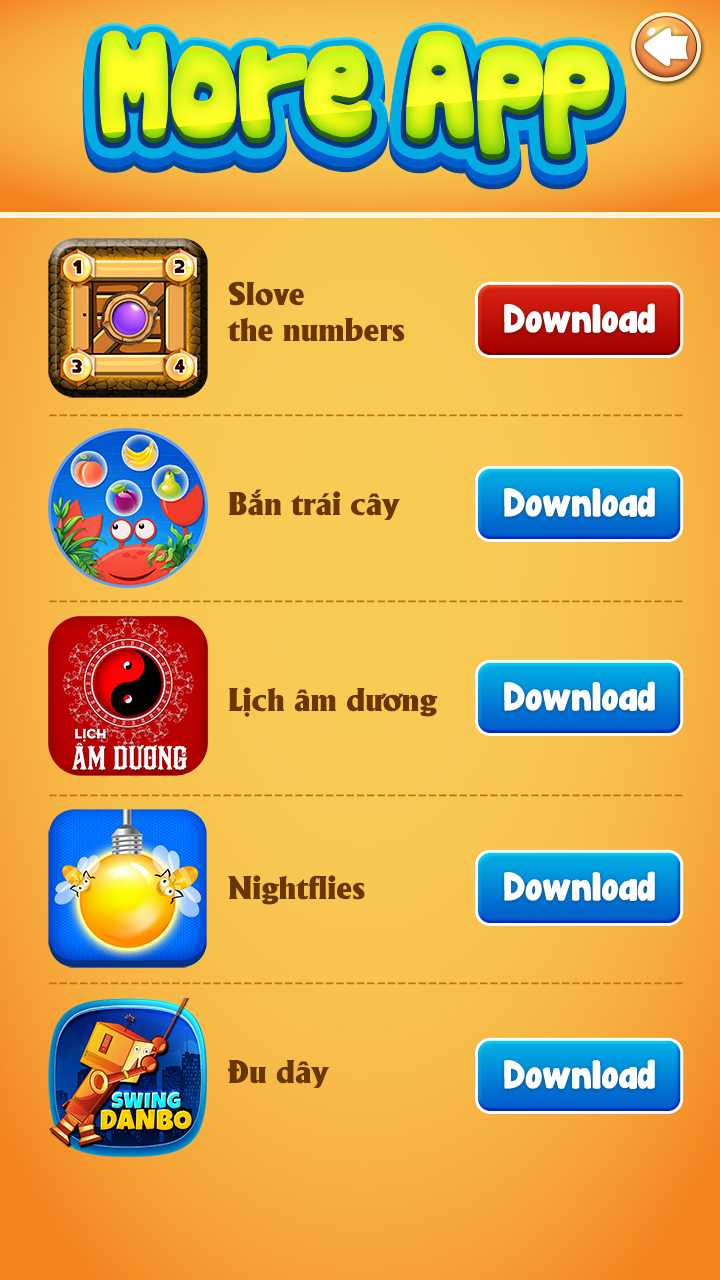 More App
1 2
3 4
Slove
the numbers
Download
Bắn trái cây
Download
LỊCH
ÂM DƯƠNG
Lịch âm dương
Download
Nightflies
Download
SWING
DANBO
Đu dây
Download